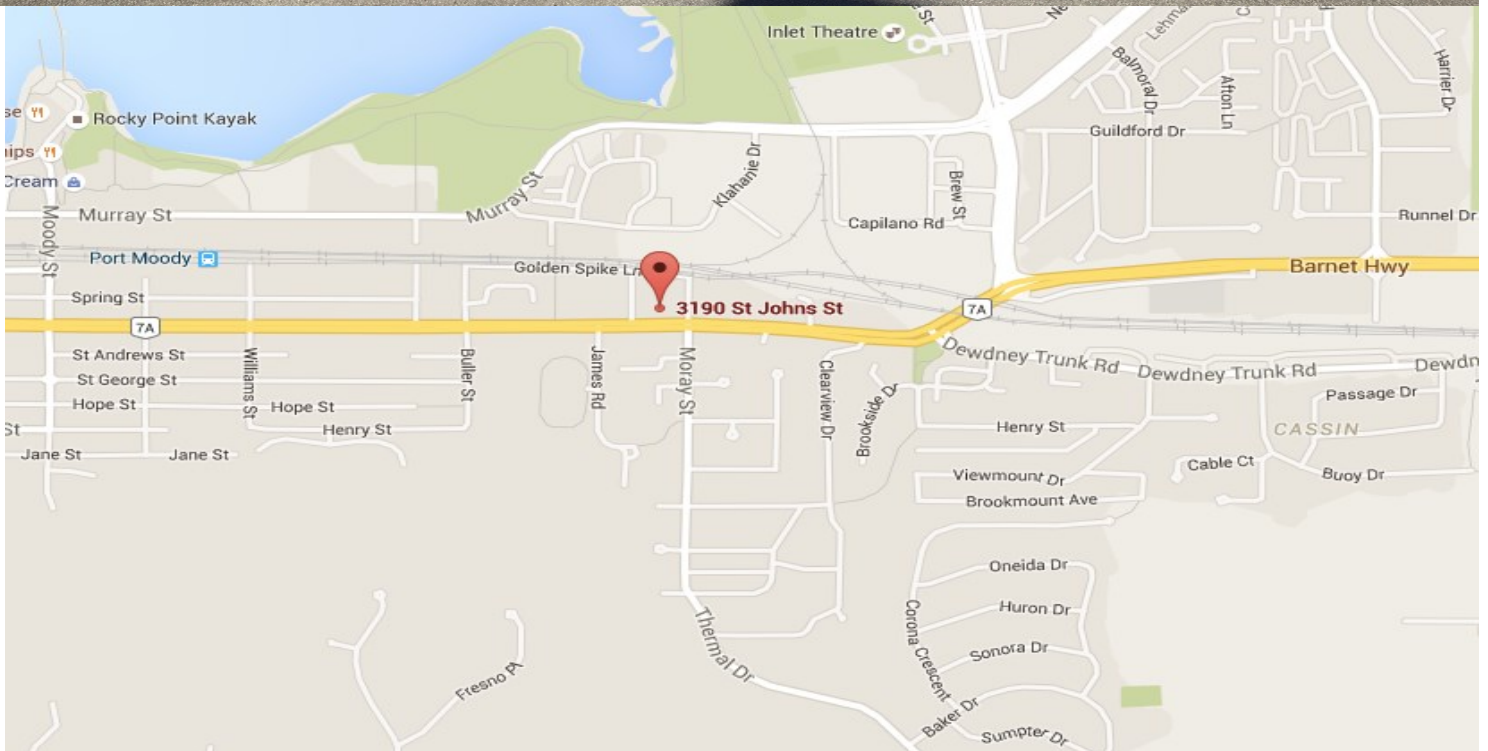 Inlet Theatre
Lehman
Balmoral Dr
Afton Ln
Harrier Dr
Rocky Point Kayak
Guildford Dr
Cream
Murray St
Murray St
Klahanie Dr
Brew St
Capilano Rd
Runnel Dr
Moody St
Port Moody
Golden Spike Ln
Barnet Hwy
Spring St
3190 St Johns St
7A
7A
St Andrews St
Williams St
Buller St
James Rd
Moray St
Clearview Dr
Brookside Dr
Dewdney Trunk Rd
Dewdney Trunk Rd
Dewdn
St George St
Hope St
Hope St
Passage Dr
St
Henry St
Henry St
CASSIN
Jane St
Jane St
Cable Ct
Buoy Dr
Viewmount Dr
Brookmount Ave
Oneida Dr
Huron Dr
Corona Crescent
Thermal Dr
Sonora Dr
Fresno Pl
Baker Dr
Sumpter Dr